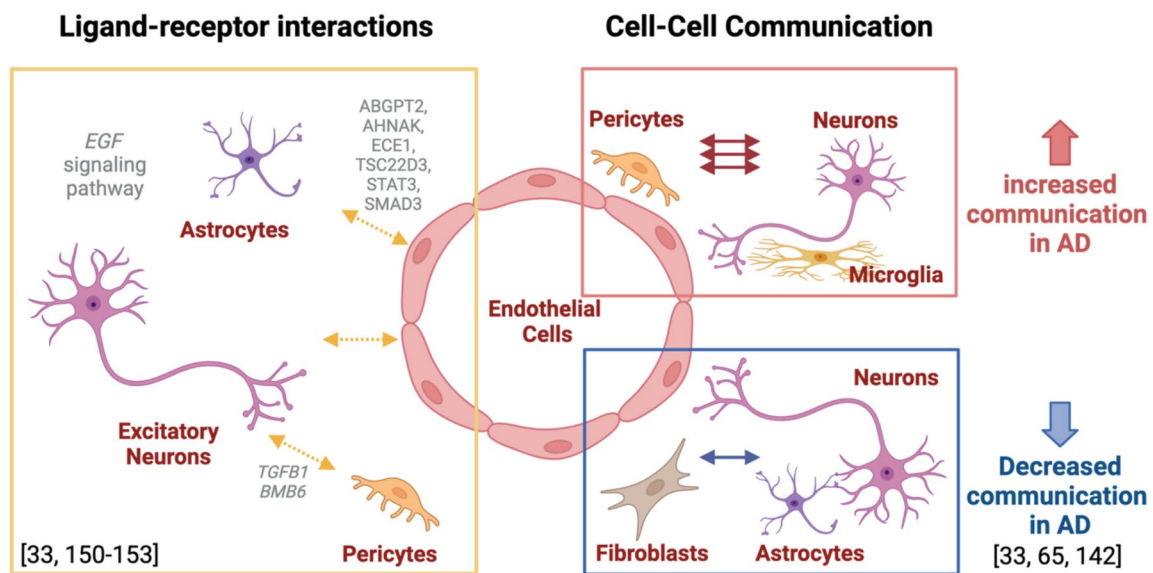 Ligand-receptor interactions
Cell-Cell Communication
EGF
signaling
pathway
Astrocytes
ABGPT2,
AHNAK,
ECE1,
TSC22D3,
STAT3,
SMAD3
Excitatory
Neurons
TGFB1
BMB6
Pericytes
[33, 150-153]
Endothelial
Cells
Pericytes
Neurons
Microglia
increased
communication
in AD
Neurons
Fibroblasts
Astrocytes
Decreased
communication
in AD
[33, 65, 142]